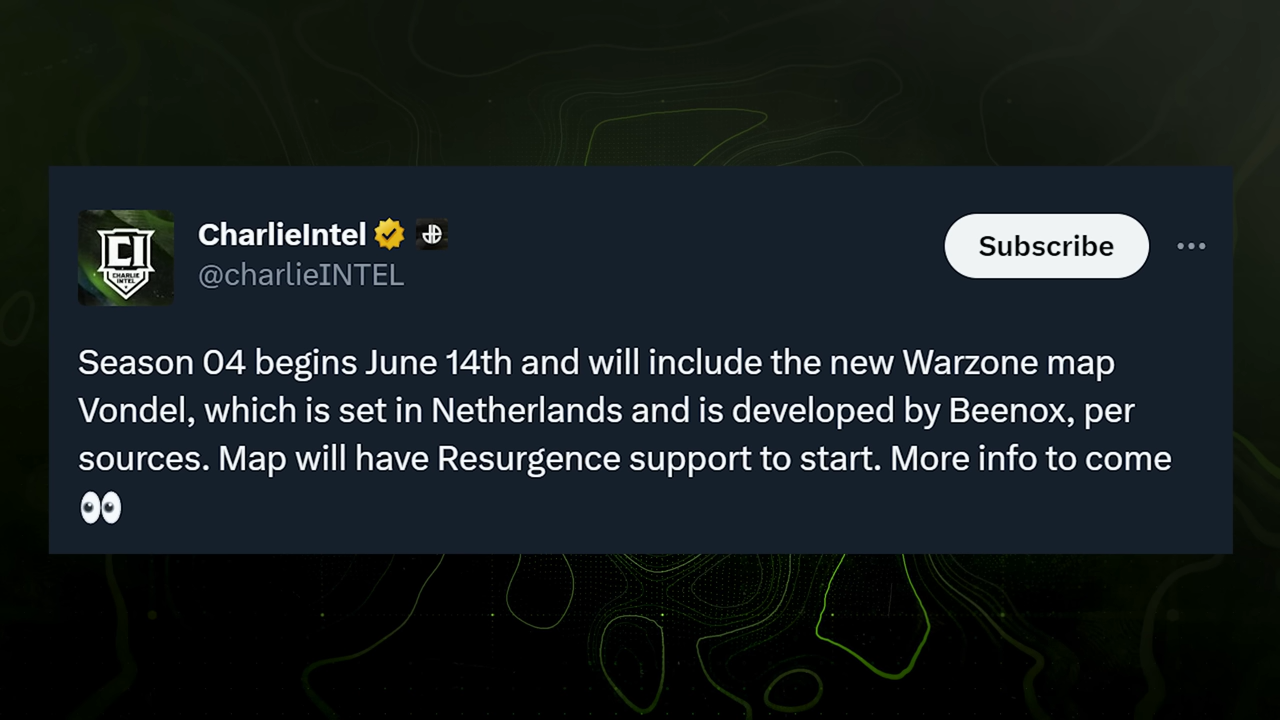 CharlieIntel
@charlieINTEL
Subscribe
CI
CHARLIE
INTEL
Season 04 begins June 14th and will include the new Warzone map
Vondel, which is set in Netherlands and is developed by Beenox, per
sources. Map will have Resurgence support to start. More info to come
👀